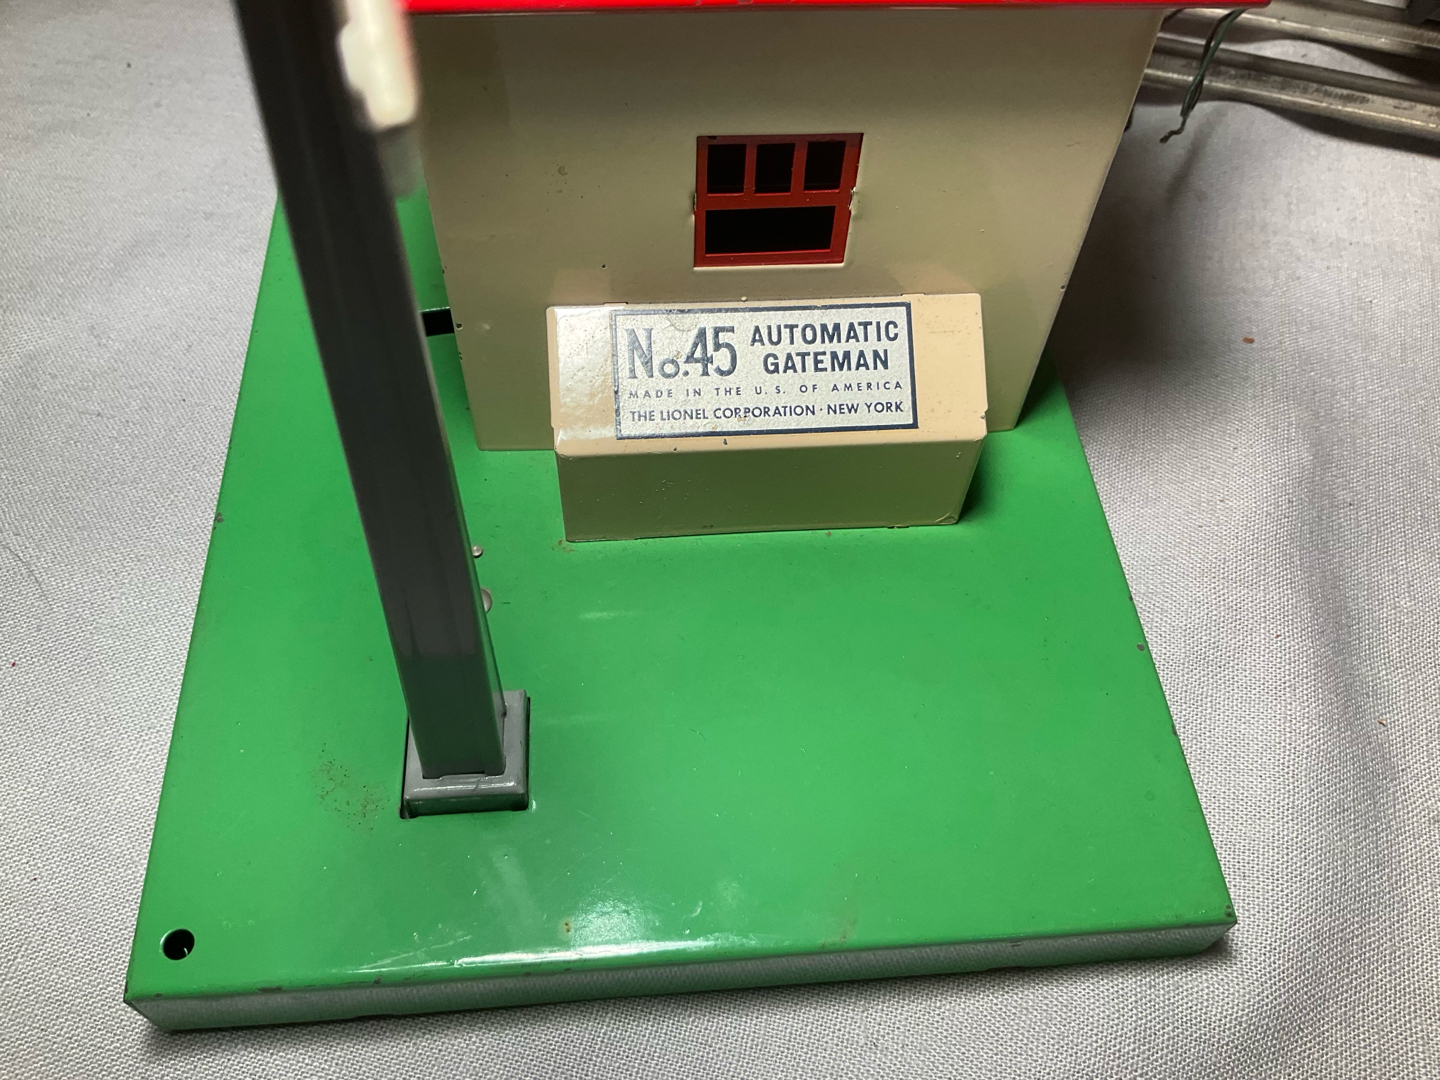 No.45 AUTOMATIC
GATEMAN
MADE IN THE U.S. OF AMERICA
THE LIONEL CORPORATION · NEW YORK